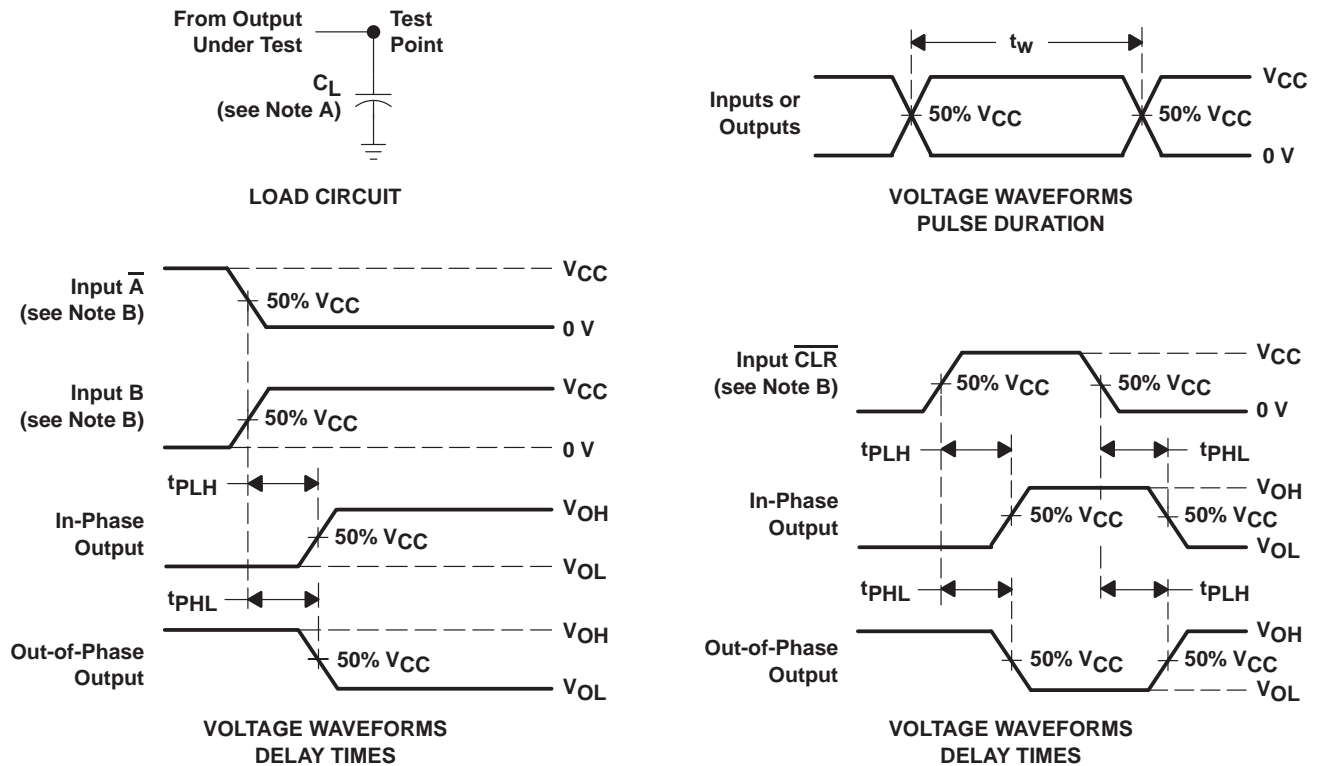 From Output
Under Test
Test
Point
CL
(see Note A)
LOAD CIRCUIT
tw
Inputs or
Outputs
50% VCC
50% VCC
VCC
0 V
VOLTAGE WAVEFORMS
PULSE DURATION
Input A̅
(see Note B)
50% VCC
VCC
0 V
Input B
(see Note B)
50% VCC
VCC
0 V
tPLH
In-Phase
Output
50% VCC
VOH
VOL
tPHL
Out-of-Phase
Output
50% VCC
VOH
VOL
VOLTAGE WAVEFORMS
DELAY TIMES
Input C̅L̅R̅
(see Note B)
50% VCC
50% VCC
VCC
0 V
tPLH
tPHL
In-Phase
Output
50% VCC
50% VCC
VOH
VOL
tPHL
tPLH
Out-of-Phase
Output
50% VCC
50% VCC
VOH
VOL
VOLTAGE WAVEFORMS
DELAY TIMES